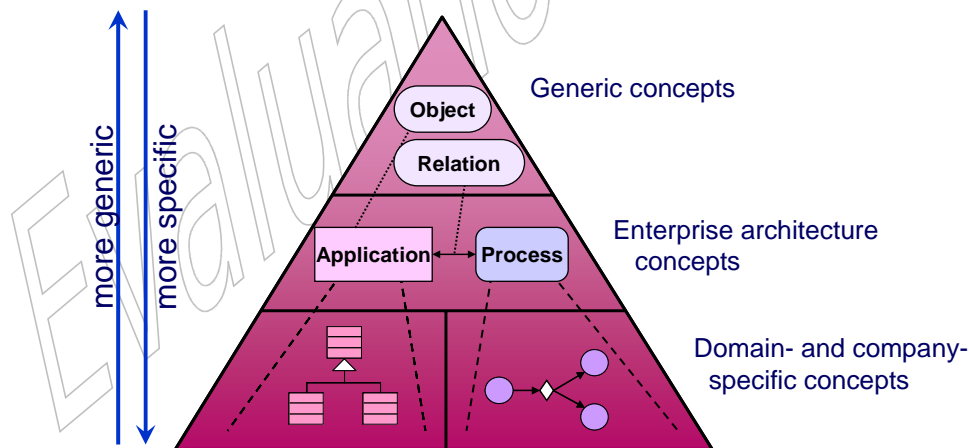 Evaluation
more generic
more specific
Object
Relation
Application
Process
Generic concepts
Enterprise architecture
concepts
Domain- and company-
specific concepts